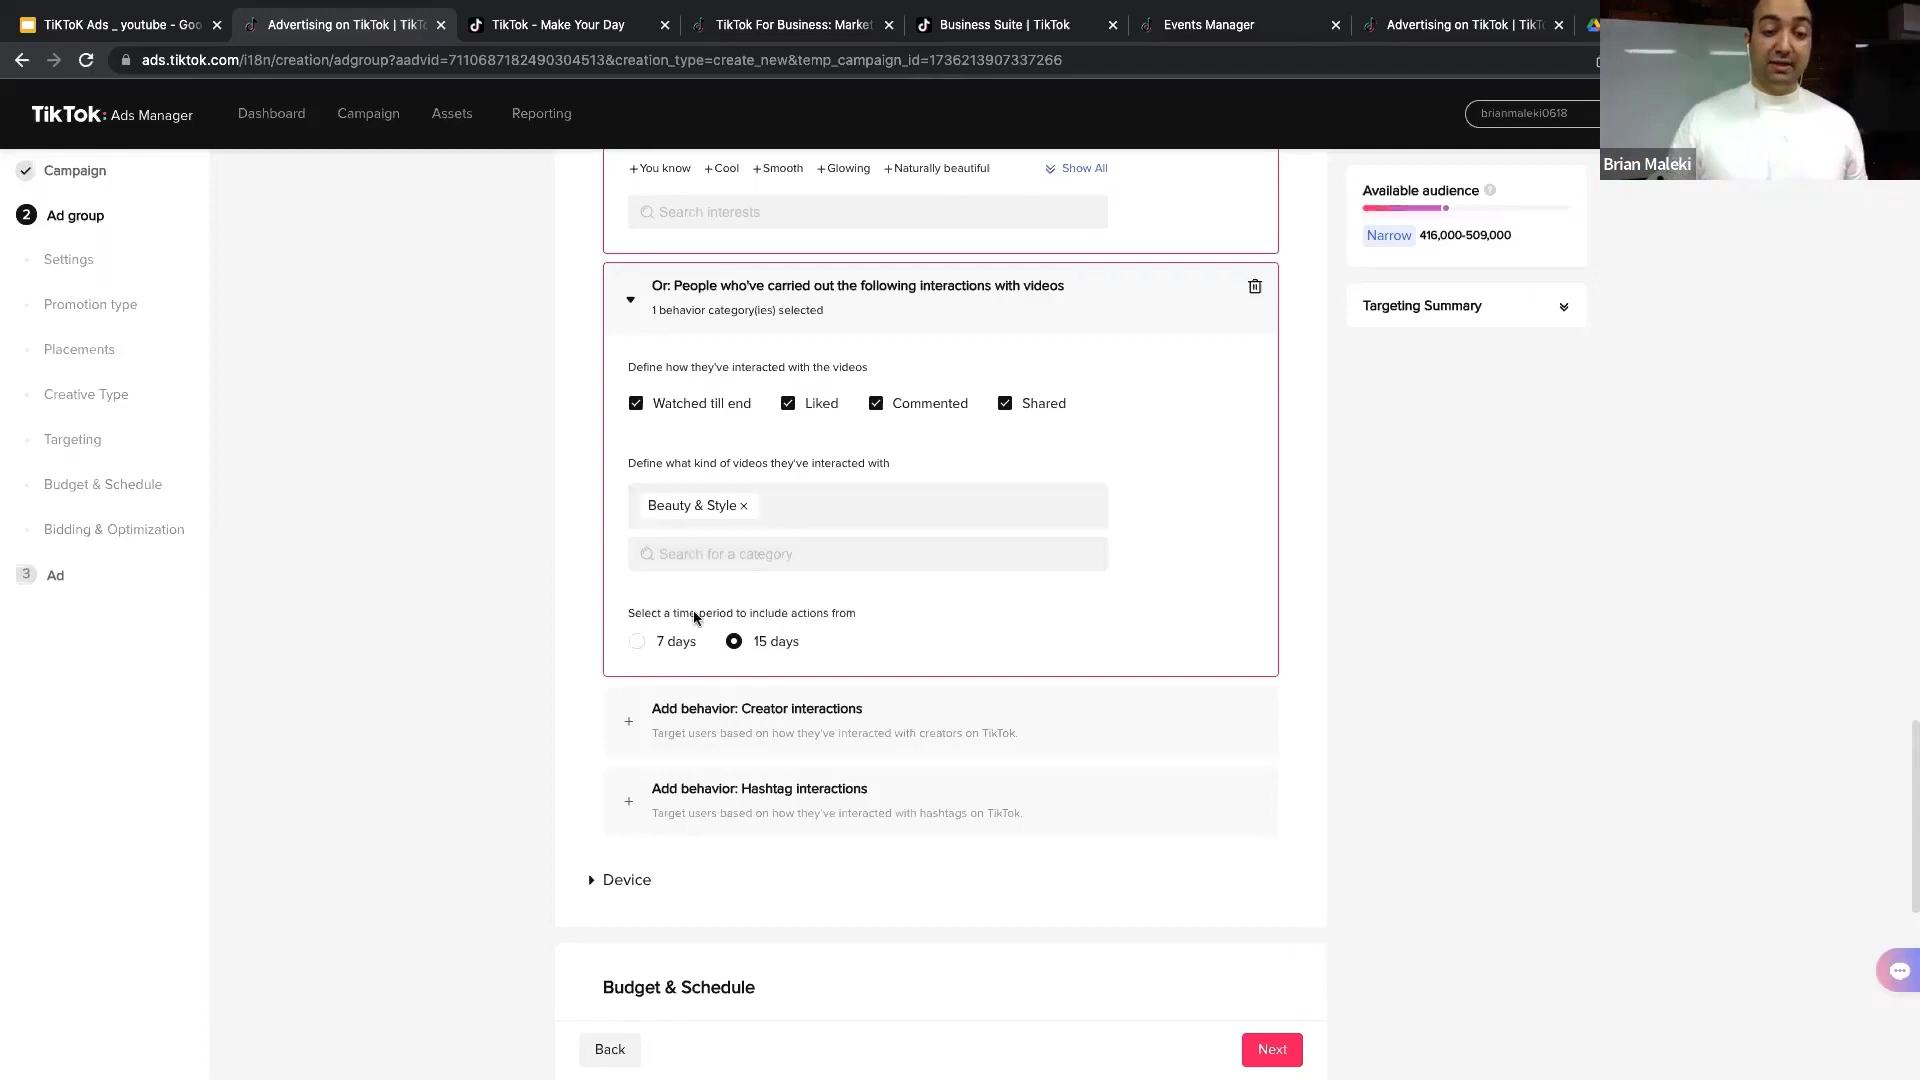 TiKToK Ads _ youtube - Goo
Advertising on TikTok | TikTo
TikTok - Make Your Day
TikTok For Business: Market
Business Suite | TikTok
Events Manager
Advertising on TikTok | TikTo
ads.tiktok.com/i18n/creation/adgroup?aadvid=7110687182490304513&creation_type=create_new&temp_campaign_id=1736213907337266
TikTok: Ads Manager
Dashboard
Campaign
Assets
Reporting
brianmaleki0618
Brian Maleki
Campaign
2 Ad group
Settings
Promotion type
Placements
Creative Type
Targeting
Budget & Schedule
Bidding & Optimization
3 Ad
+You know +Cool +Smooth +Glowing +Naturally beautiful Show All
Search interests
Or: People who've carried out the following interactions with videos
1 behavior category(ies) selected
Define how they've interacted with the videos
Watched till end Liked Commented Shared
Define what kind of videos they've interacted with
Beauty & Style ×
Search for a category
Select a time period to include actions from
7 days 15 days
+ Add behavior: Creator interactions
Target users based on how they've interacted with creators on TikTok.
+ Add behavior: Hashtag interactions
Target users based on how they've interacted with hashtags on TikTok.
Device
Budget & Schedule
Back
Next
Available audience ?
Narrow 416,000-509,000
Targeting Summary